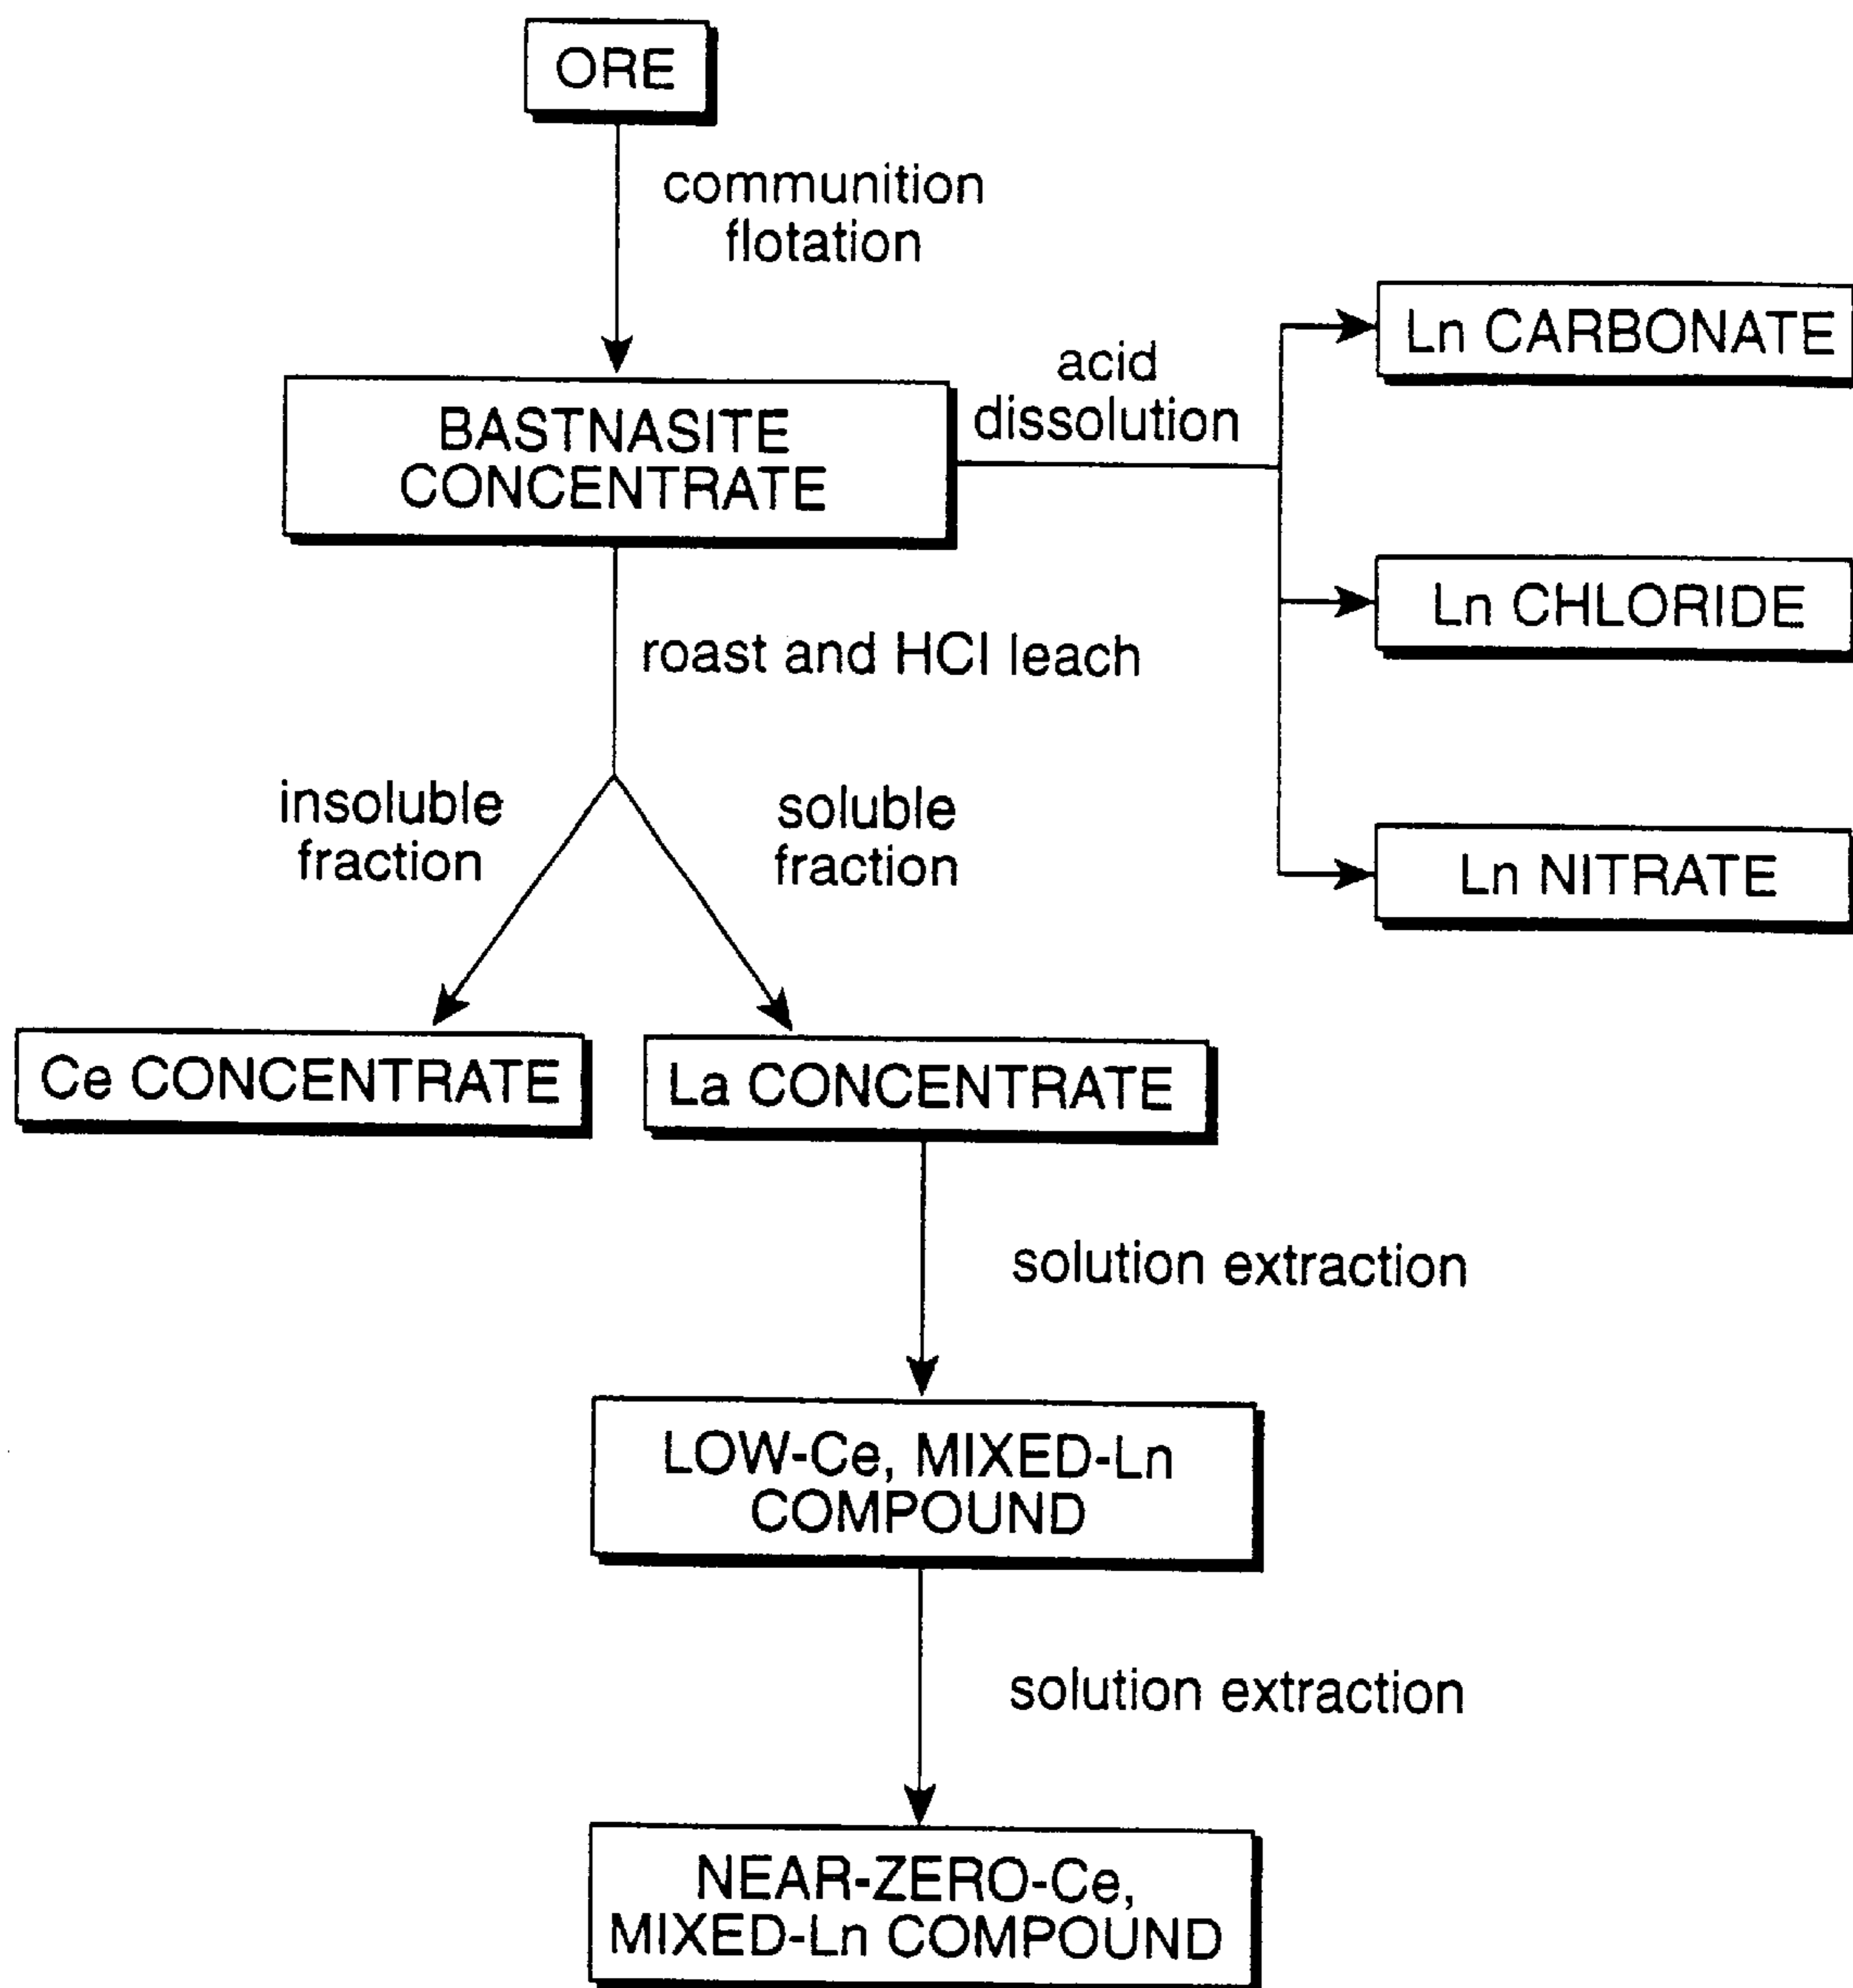 ORE
communition
flotation
BASTNASITE
CONCENTRATE
acid
dissolution
Ln CARBONATE
Ln CHLORIDE
Ln NITRATE
roast and HCl leach
insoluble
fraction
soluble
fraction
Ce CONCENTRATE
La CONCENTRATE
solution extraction
LOW-Ce, MIXED-Ln
COMPOUND
solution extraction
NEAR-ZERO-Ce,
MIXED-Ln COMPOUND